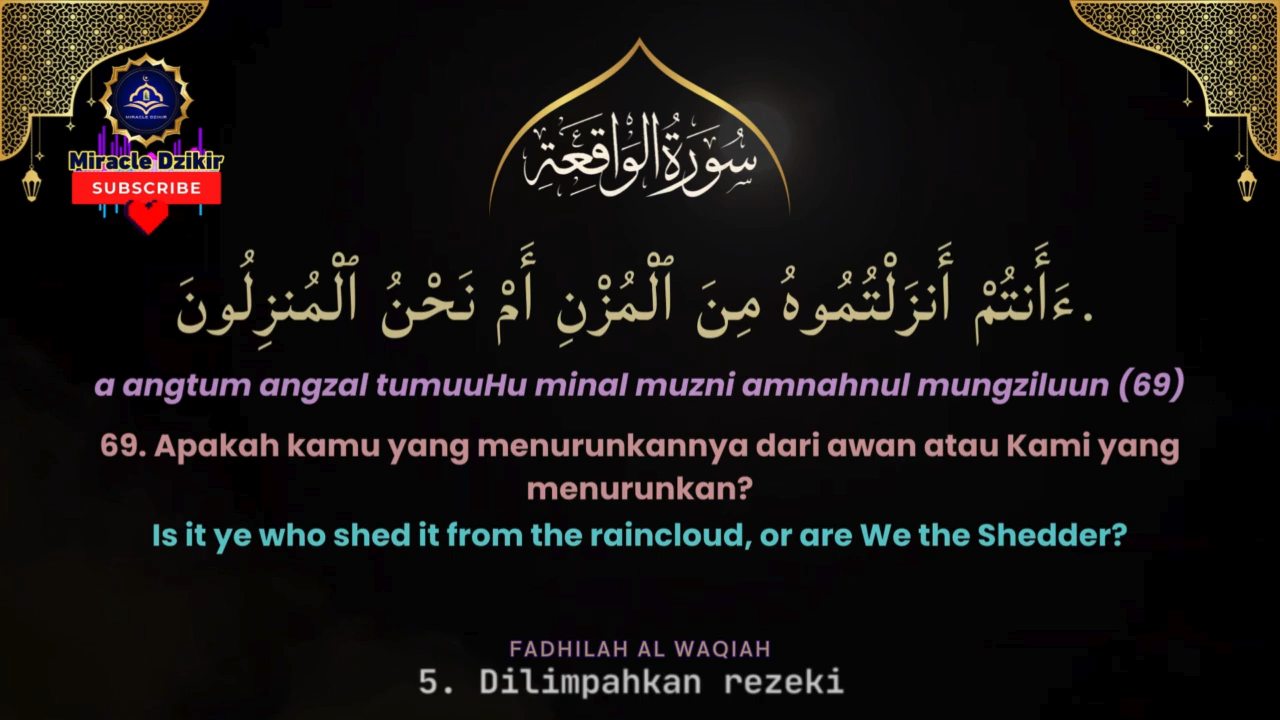 MIRACLE DZIKIR
Miracle Dzikir
SUBSCRIBE
سُورَةُ الوَاقِعَة
ءَأَنتُمْ أَنزَلْتُمُوهُ مِنَ ٱلْمُزْنِ أَمْ نَحْنُ ٱلْمُنزِلُونَ.
a angtum angzal tumuuHu minal muzni amnahnul mungziluun (69)
69. Apakah kamu yang menurunkannya dari awan atau Kami yang
menurunkan?
Is it ye who shed it from the raincloud, or are We the Shedder?
FADHILAH AL WAQIAH
5. Dilimpahkan rezeki